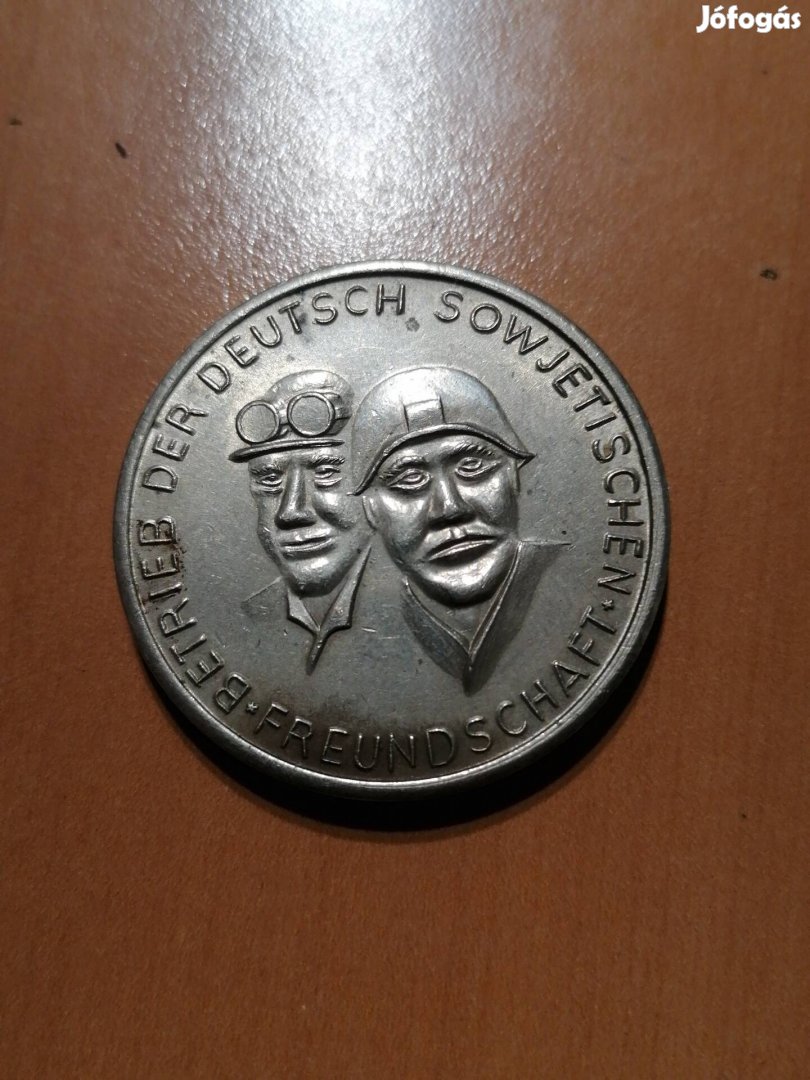 Jófogás
BETRIEB DER DEUTSCH SOWJETISCHEN
* FREUNDSCHAFT *